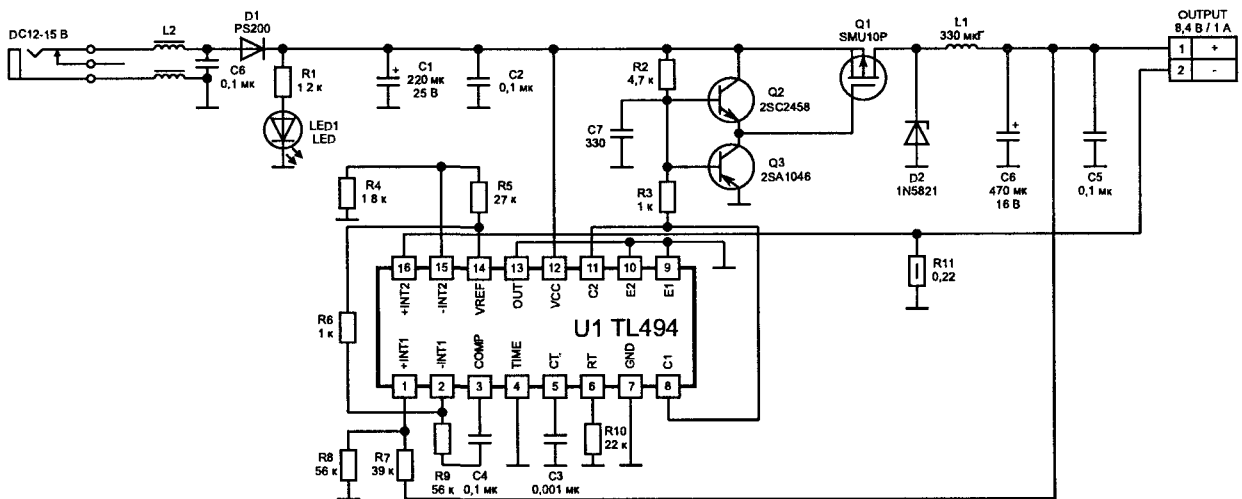 DC12-15 В
L2
C6
0,1 мк
D1
PS200
R1
1 2 к
LED1
LED
C1
220 мк
25 В
C2
0,1 мк
R2
4,7 к
C7
330
Q2
2SC2458
Q3
2SA1046
R3
1 к
Q1
SMU10P
L1
330 мкГ
D2
1N5821
C6
470 мк
16 В
C5
0,1 мк
OUTPUT
8,4 В / 1 А
1 +
2 -
R4
1 8 к
R5
27 к
R11
0,22
R6
1 к
16 15 14 13 12 11 10 9
+INT2 -INT2 VREF OUT VCC C2 E2 E1
U1 TL494
+INT1 -INT1 COMP TIME CT RT GND C1
1 2 3 4 5 6 7 8
R8
56 к
R7
39 к
R9
56 к
C4
0,1 мк
C3
0,001 мк
R10
22 к